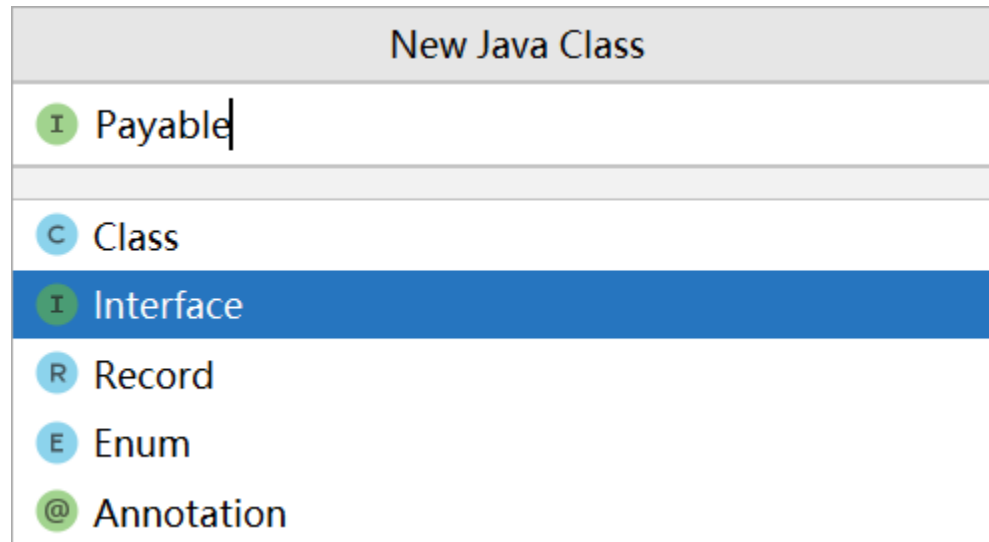 New Java Class
I Payable
C Class
I Interface
R Record
E Enum
@ Annotation